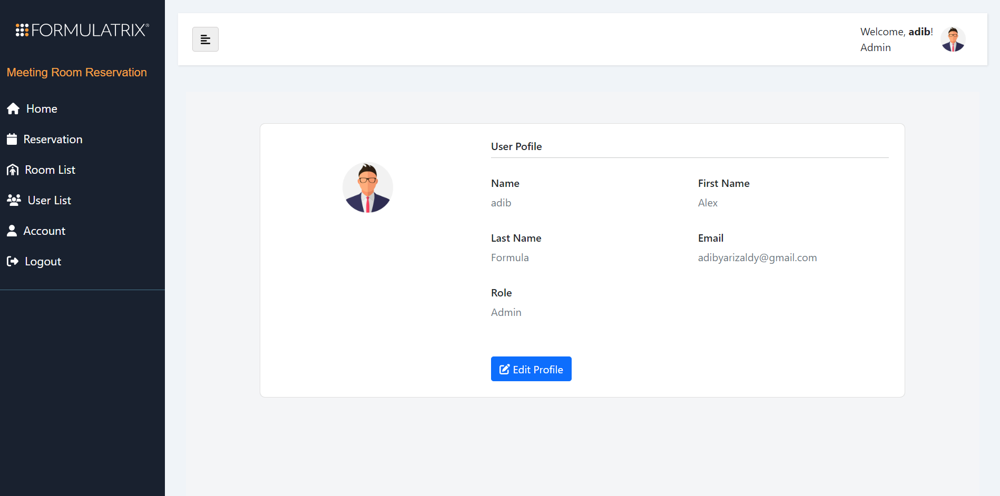 FORMULATRIX®
Meeting Room Reservation
Home
Reservation
Room List
User List
Account
Logout
Welcome, adib!
Admin
User Pofile
Name
adib
First Name
Alex
Last Name
Formula
Email
adibyarizaldy@gmail.com
Role
Admin
Edit Profile